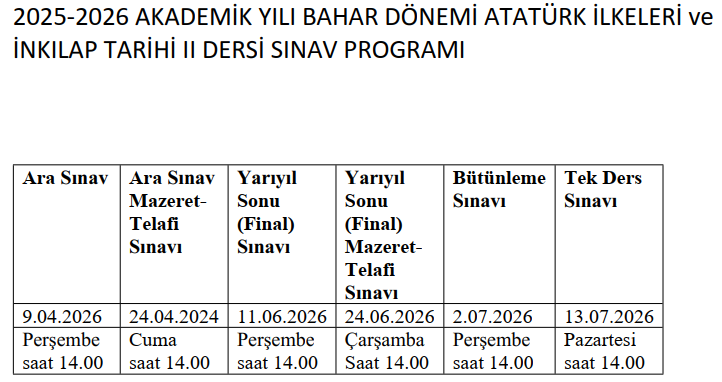 2025-2026 AKADEMİK YILI BAHAR DÖNEMİ ATATÜRK İLKELERİ ve
İNKILAP TARİHİ II DERSİ SINAV PROGRAMI
Ara Sınav
Ara Sınav
Mazeret-
Telafi
Sınavı
Yarıyıl
Sonu
(Final)
Sınavı
Yarıyıl
Sonu
(Final)
Mazeret-
Telafi
Sınavı
Bütünleme
Sınavı
Tek Ders
Sınavı
9.04.2026
24.04.2024
11.06.2026
24.06.2026
2.07.2026
13.07.2026
Perşembe
saat 14.00
Cuma
saat 14.00
Perşembe
saat 14.00
Çarşamba
Saat 14.00
Perşembe
saat 14.00
Pazartesi
saat 14.00